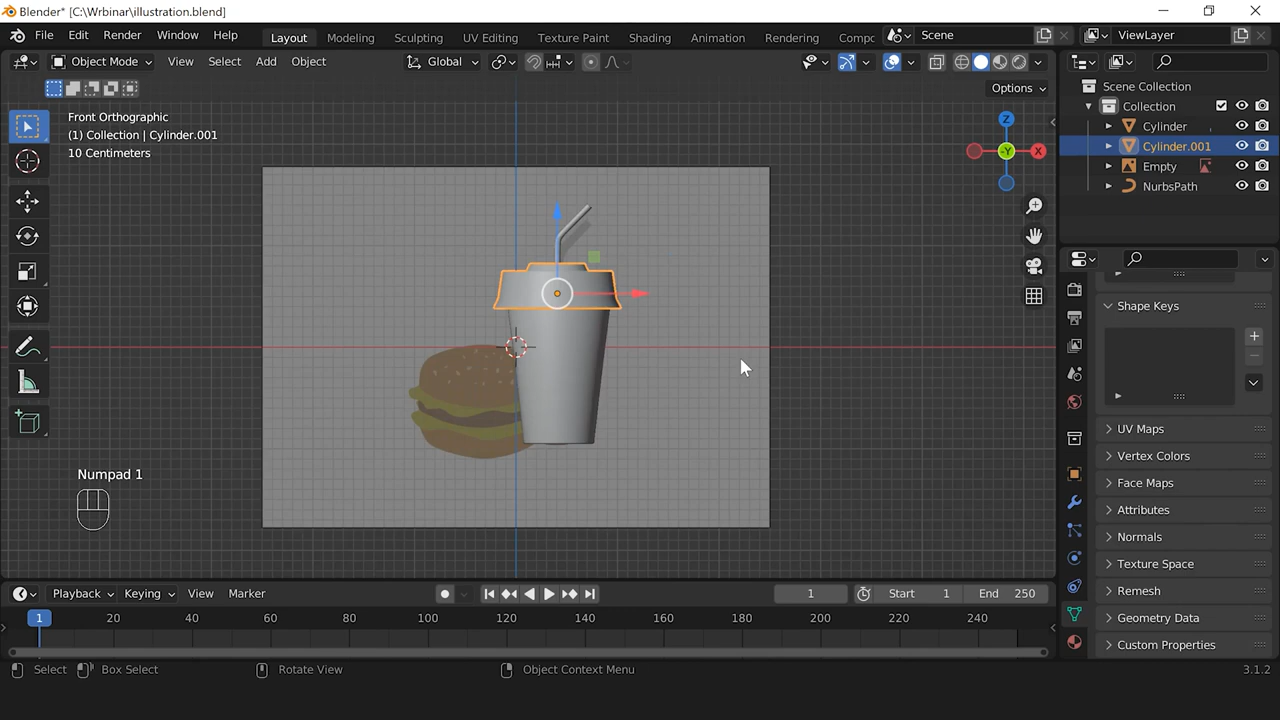 Blender* [C:\Wrbinar\illustration.blend]
File Edit Render Window Help Layout Modeling Sculpting UV Editing Texture Paint Shading Animation Rendering Compc Scene ViewLayer
Object Mode View Select Add Object Global
Options
Front Orthographic
(1) Collection | Cylinder.001
10 Centimeters
Z
-Y
X
Numpad 1
Scene Collection
Collection
Cylinder
Cylinder.001
Empty
NurbsPath
Shape Keys
UV Maps
Vertex Colors
Face Maps
Attributes
Normals
Texture Space
Remesh
Geometry Data
Custom Properties
Playback Keying View Marker 1 Start 1 End 250
1 20 40 60 80 100 120 140 160 180 200 220 240
Select Box Select Rotate View Object Context Menu 3.1.2